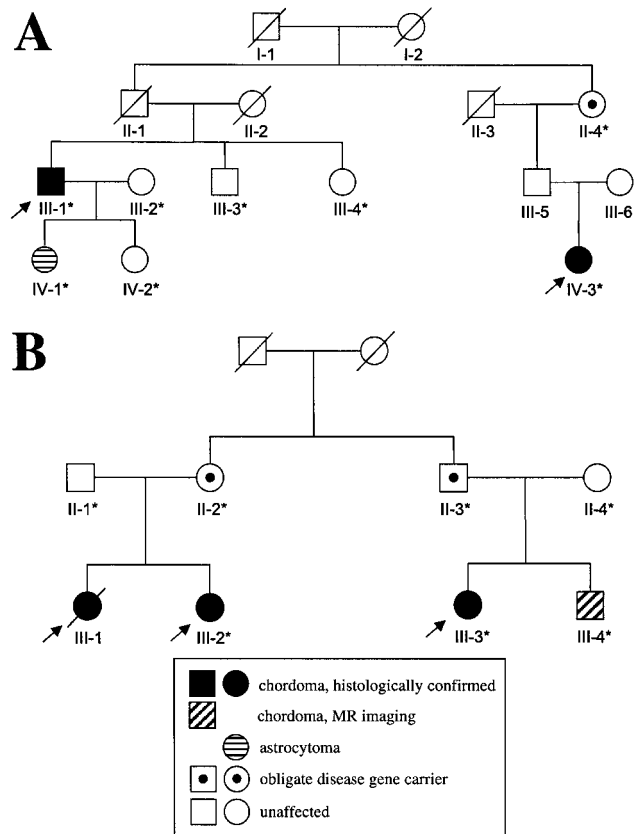 A
I-1 I-2
II-1 II-2 II-3 II-4*
III-1* III-2* III-3* III-4* III-5 III-6
IV-1* IV-2* IV-3*
B
II-1* II-2* II-3* II-4*
III-1 III-2* III-3* III-4*
chordoma, histologically confirmed
chordoma, MR imaging
astrocytoma
obligate disease gene carrier
unaffected